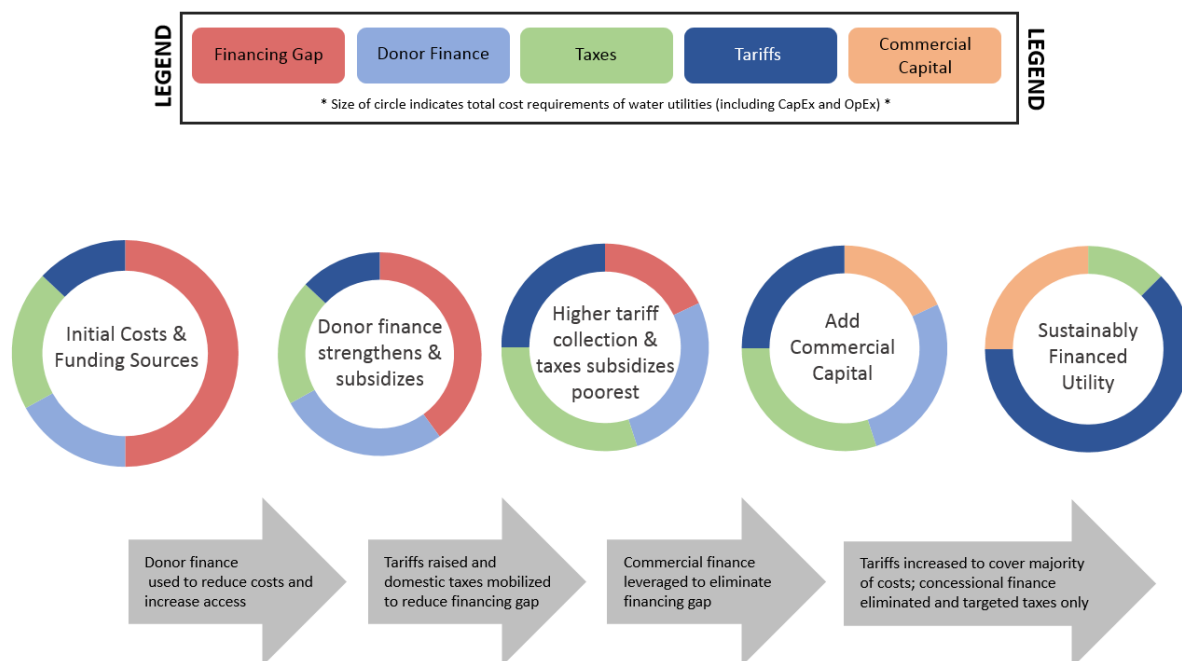 LEGEND
Financing Gap
Donor Finance
Taxes
Tariffs
Commercial
Capital
* Size of circle indicates total cost requirements of water utilities (including CapEx and OpEx) *
LEGEND
Initial Costs &
Funding Sources
Donor finance
strengthens &
subsidizes
Higher tariff
collection &
taxes subsidizes
poorest
Add
Commercial
Capital
Sustainably
Financed
Utility
Donor finance
used to reduce costs and
increase access
Tariffs raised and
domestic taxes mobilized
to reduce financing gap
Commercial finance
leveraged to eliminate
financing gap
Tariffs increased to cover majority
of costs; concessional finance
eliminated and targeted taxes only